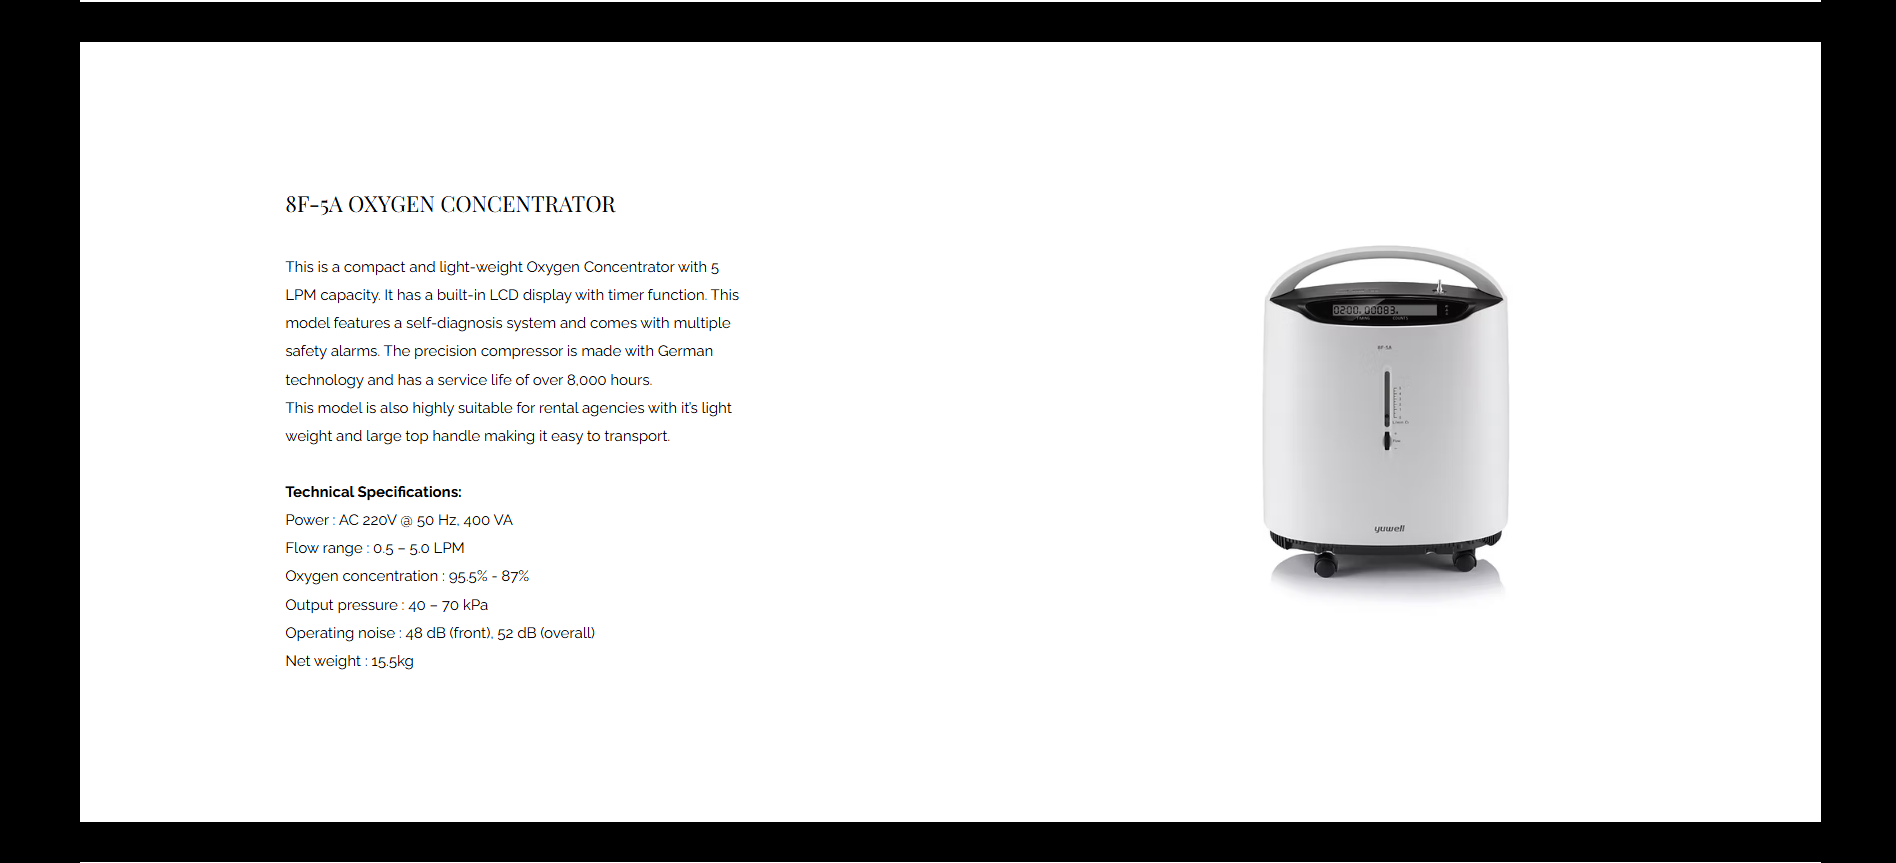 8F-5A OXYGEN CONCENTRATOR
This is a compact and light-weight Oxygen Concentrator with 5
LPM capacity. It has a built-in LCD display with timer function. This
model features a self-diagnosis system and comes with multiple
safety alarms. The precision compressor is made with German
technology and has a service life of over 8,000 hours.
This model is also highly suitable for rental agencies with it's light
weight and large top handle making it easy to transport.
Technical Specifications:
Power : AC 220V @ 50 Hz, 400 VA
Flow range : 0.5 – 5.0 LPM
Oxygen concentration : 95.5% - 87%
Output pressure : 40 – 70 kPa
Operating noise : 48 dB (front), 52 dB (overall)
Net weight : 15.5kg
0200. 00083.
COUNTS
8F-5A
Flow
yuwell